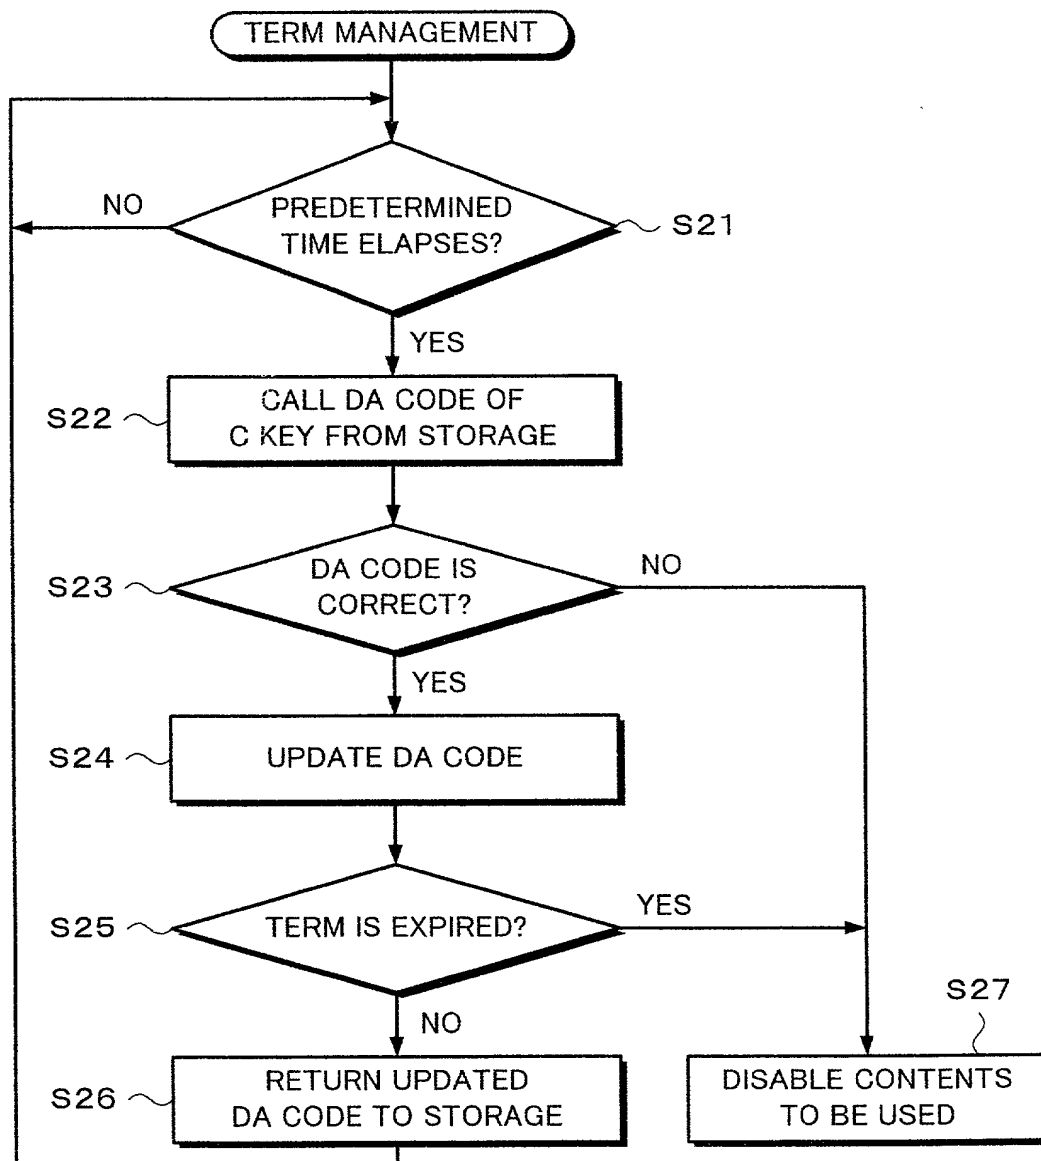 TERM MANAGEMENT
NO
PREDETERMINED
TIME ELAPSES?
S21
YES
S22
CALL DA CODE OF
C KEY FROM STORAGE
S23
DA CODE IS
CORRECT?
NO
YES
S24
UPDATE DA CODE
S25
TERM IS EXPIRED?
YES
NO
S27
S26
RETURN UPDATED
DA CODE TO STORAGE
DISABLE CONTENTS
TO BE USED